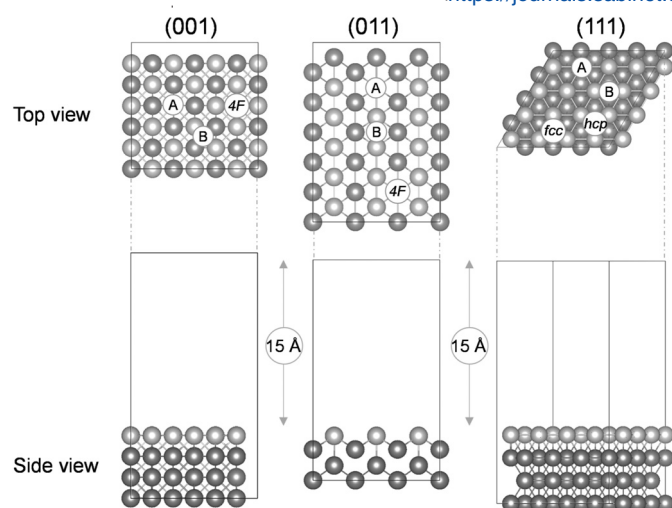 (001)
(011)
(111)
Top view
A
4F
B
A
B
4F
A
B
fcc
hcp
15 Å
15 Å
Side view